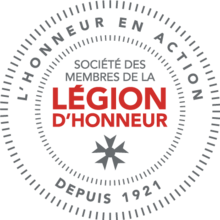 L'HONNEUR EN ACTION
SOCIÉTÉ DES
MEMBRES DE LA
LÉGION
D'HONNEUR
DEPUIS 1921